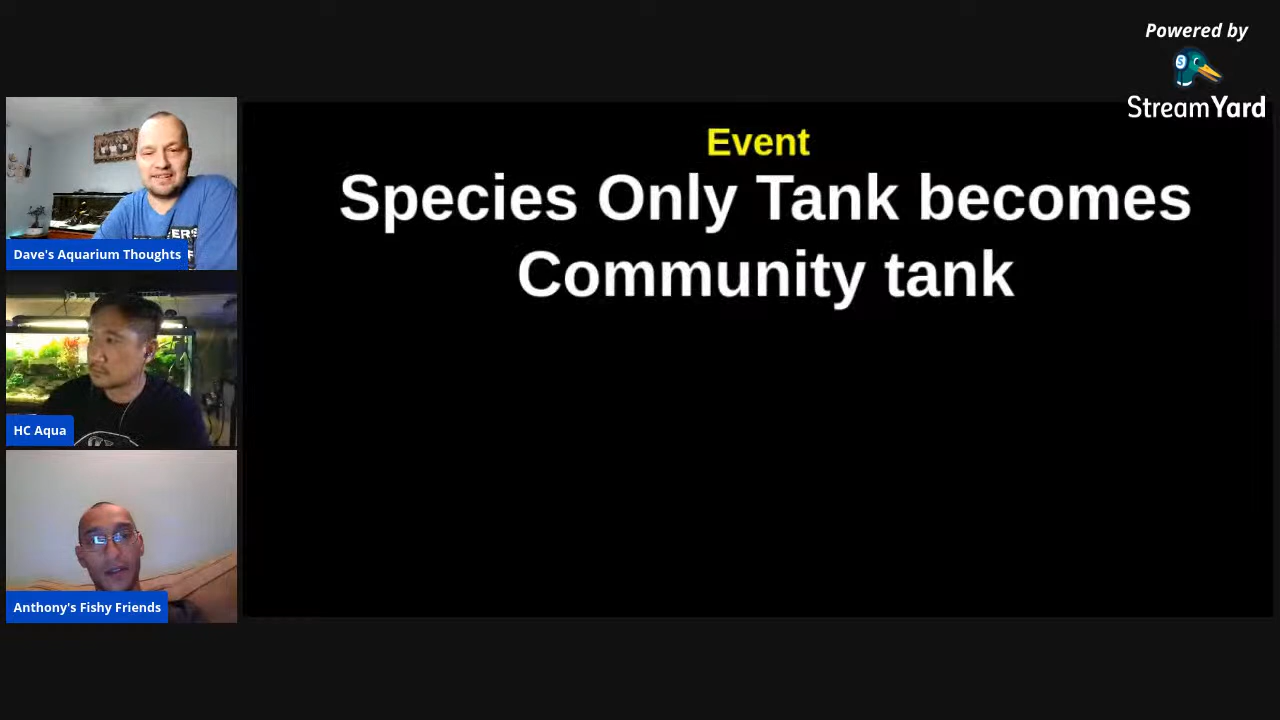 Powered by
StreamYard
Event
Species Only Tank becomes
Community tank
Dave's Aquarium Thoughts
HC Aqua
Anthony's Fishy Friends